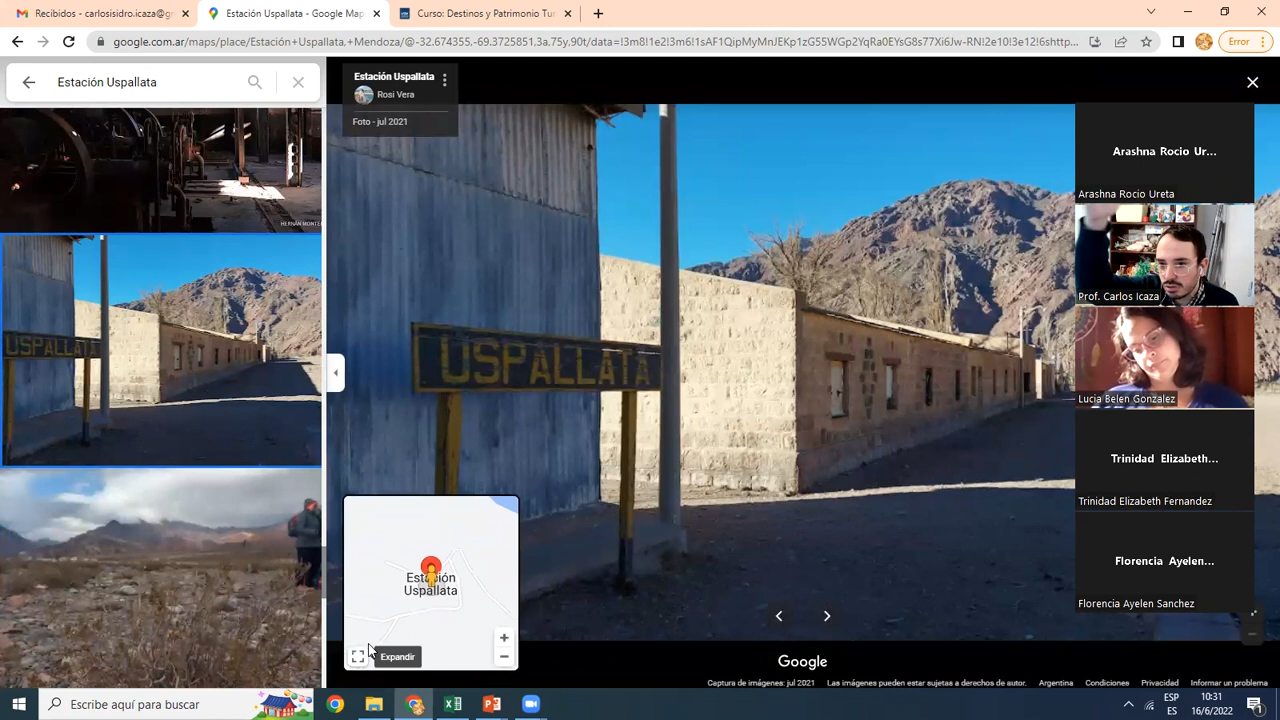 Recibidos - carlosisidro.icaza@gr
Estación Uspallata - Google Map
Curso: Destinos y Patrimonio Tur
google.com.ar/maps/place/Estación+Uspallata,+Mendoza/@-32.674355,-69.3725851,3a,75y,90t/data=!3m8!1e2!3m6!1sAF1QipMyMnJEKp1zG55WGp2YqRa0EYsG8s77Xi6Jw-RN!2e10!3e12!6shttp...
Error
Estación Uspallata
Estación Uspallata
Rosi Vera
Foto - jul 2021
USPALLATA
USPALLATA
Arashna Rocio Ur...
Arashna Rocio Ureta
Prof. Carlos Icaza
Lucia Belen Gonzalez
Trinidad Elizabeth...
Trinidad Elizabeth Fernandez
Florencia Ayelen...
Florencia Ayelen Sanchez
Estación
Uspallata
Expandir
Google
Captura de imágenes: jul 2021 Las imágenes pueden estar sujetas a derechos de autor. Argentina Condiciones Privacidad Informar un problema
Escribe aquí para buscar
ESP
ES
10:31
16/6/2022